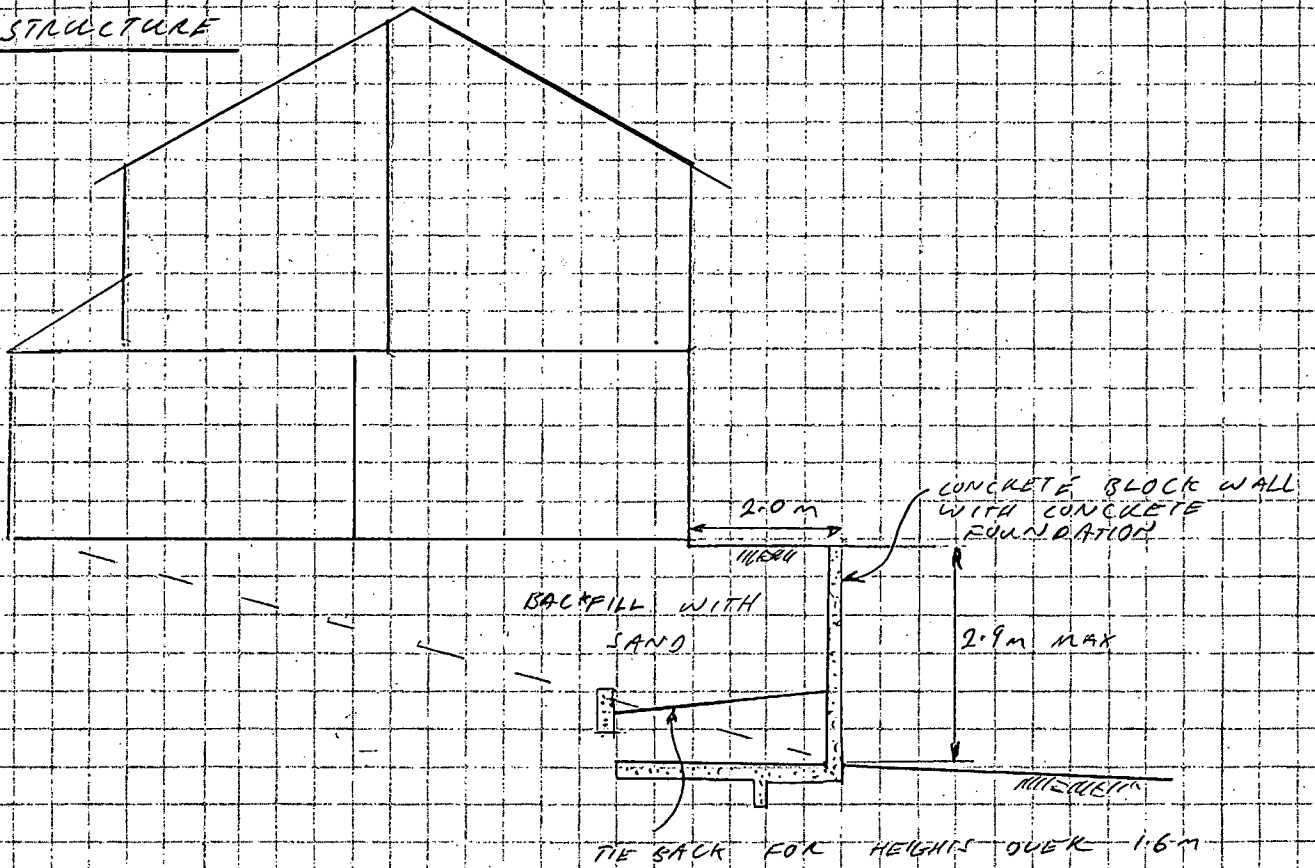 STRUCTURE
2.0 m
CONCRETE BLOCK WALL
WITH CONCRETE
FOUNDATION
BACKFILL WITH
SAND
2.9m MAX
TIE BACK FOR HEIGHTS OVER 1.6m